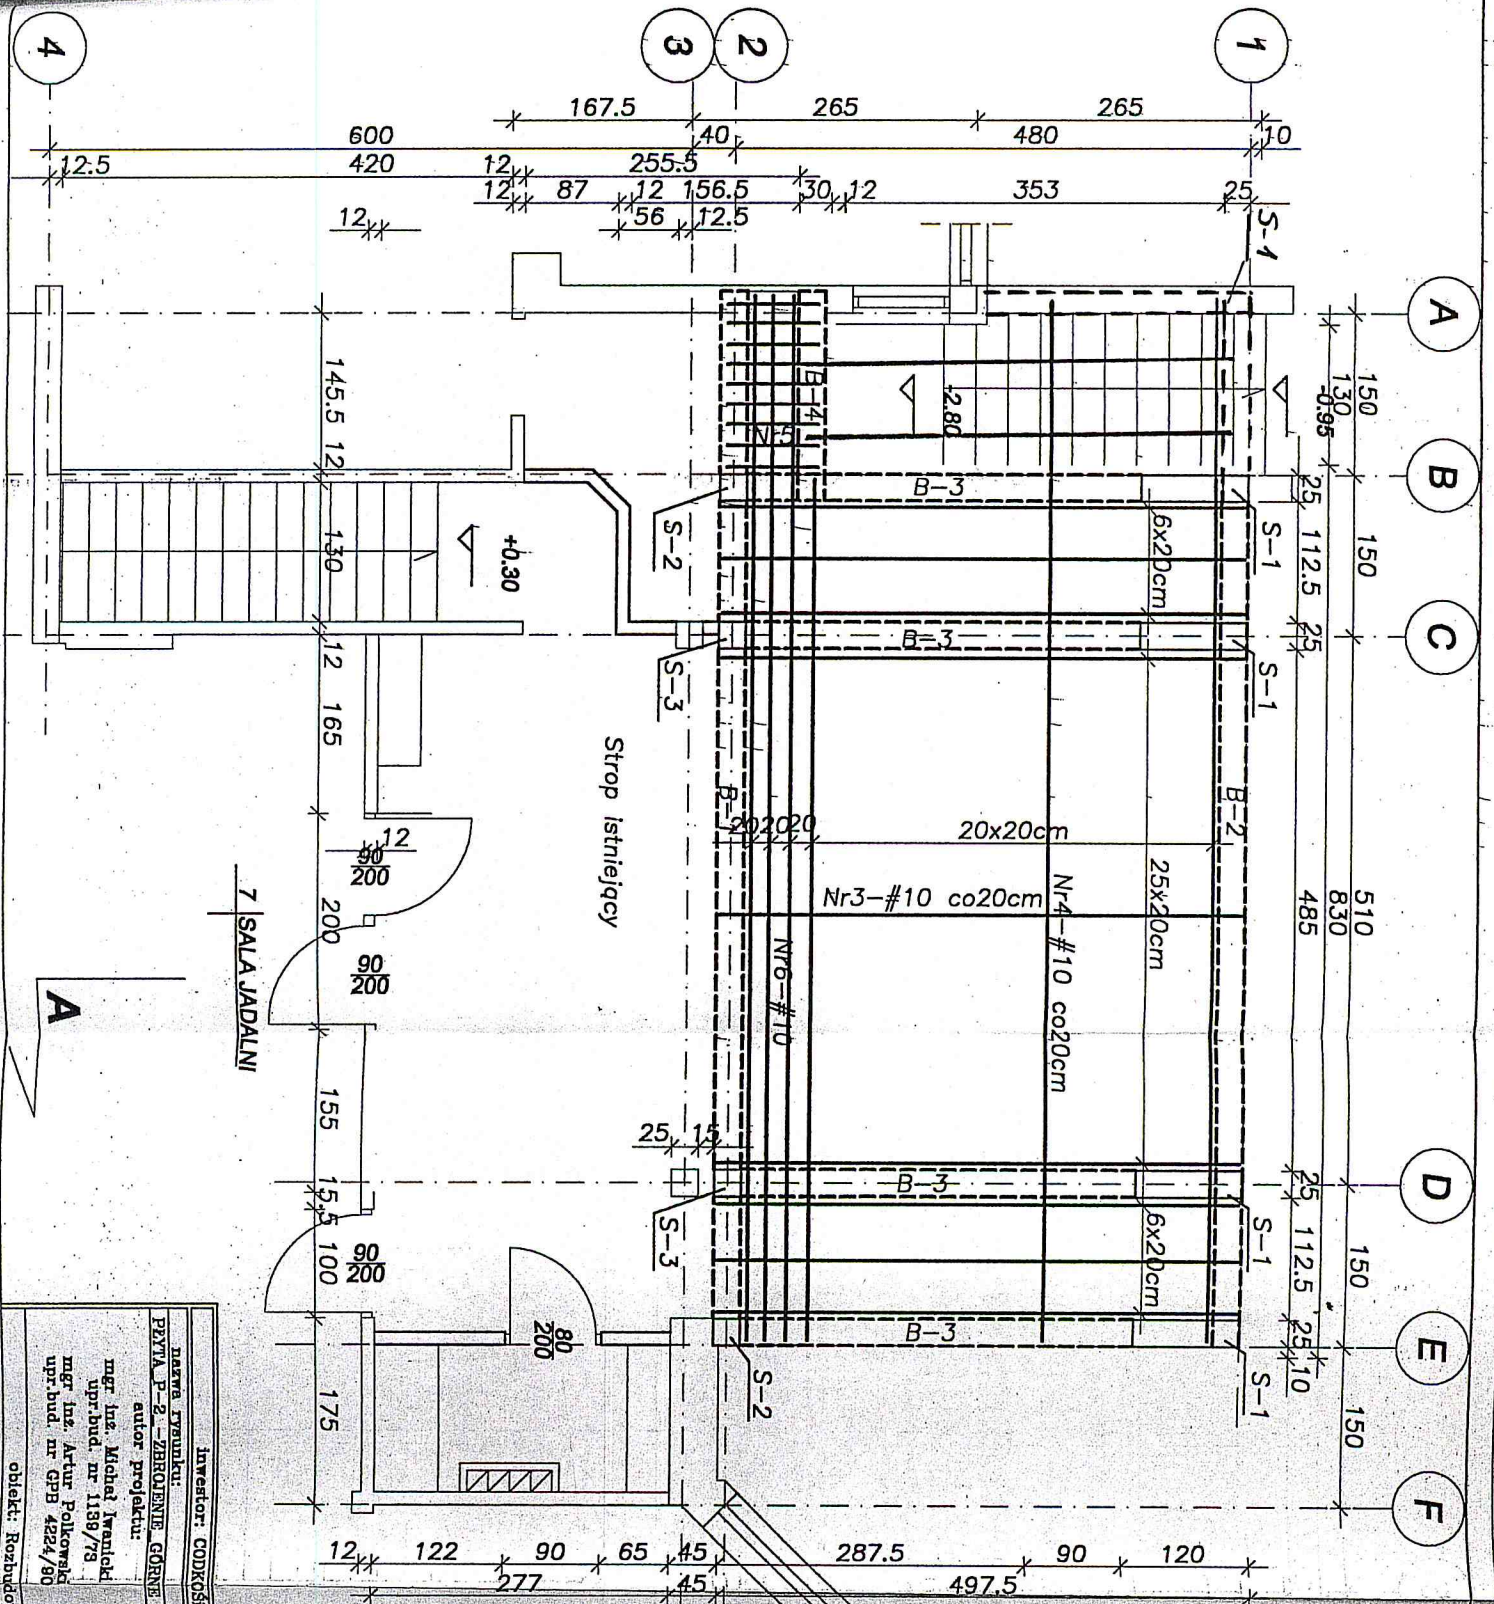 4
3
2
1
167.5
265
265
600
40
480
10
12.5
420
12
255.5
12
87
12
156.5
30
12
353
25
12
56
12.5
S-1
A
B
C
D
E
F
150
130
-0.95
150
510
830
485
150
150
25
112.5
25
25
112.5
25
10
145.5
12
130
12
165
200
155
15.5
100
175
-2.80
+0.30
B-4
B-3
B-3
B-3
B-3
B-2
S-2
S-3
S-3
S-2
S-1
S-1
S-1
S-1
6x20cm
25x20cm
6x20cm
20
20
20
20x20cm
Nr3-#10 co20cm
Nr4-#10 co20cm
Nr6-#10
Strop istniejący
12
90
200
90
200
90
200
80
200
7 SALA JADALNI
A
25
15
12
122
90
65
45
287.5
90
120
277
45
497.5
nazwa rysunku:
PŁYTA P-2 -ZBROJENIE GÓRNE
autor projektu:
mgr inż. Michał Iwanicki
upr.bud. nr 1139/73
mgr inż. Artur Polkowski
upr.bud. nr GPB 4224/90
inwestor:
obiekt: